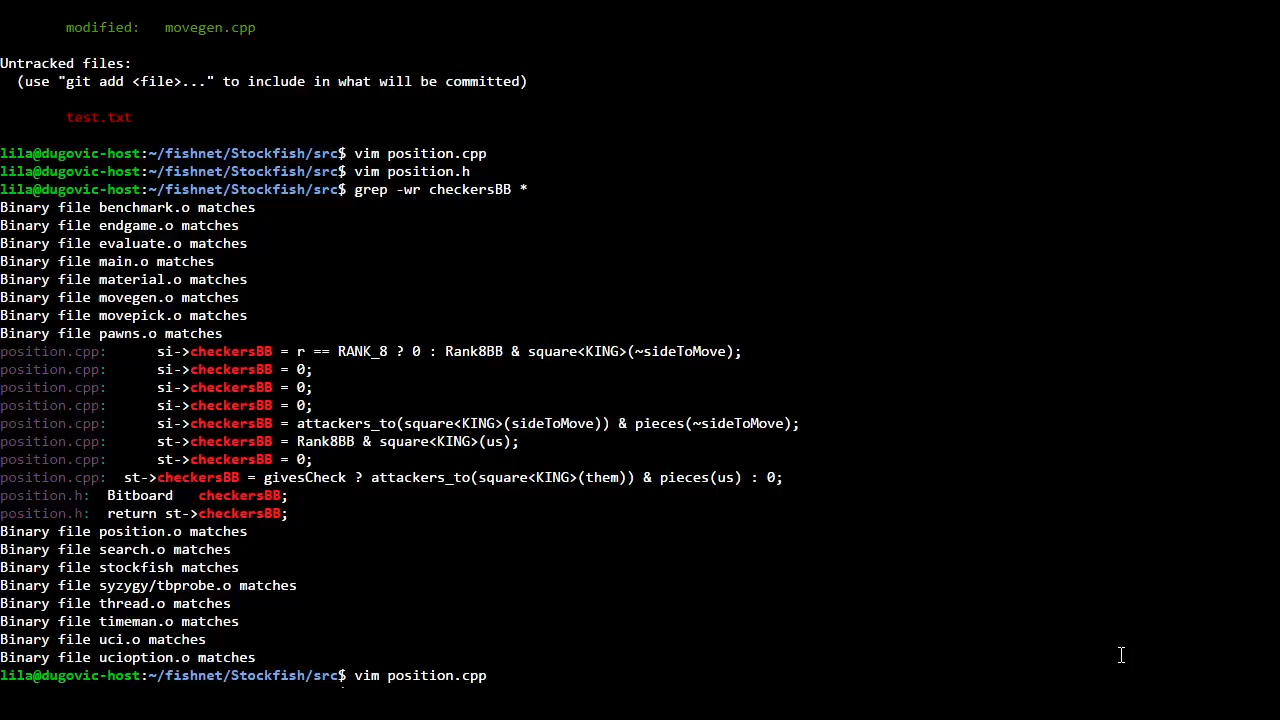 modified:   movegen.cpp
Untracked files:
(use "git add <file>..." to include in what will be committed)
test.txt
lila@dugovic-host:~/fishnet/Stockfish/src$ vim position.cpp
lila@dugovic-host:~/fishnet/Stockfish/src$ vim position.h
lila@dugovic-host:~/fishnet/Stockfish/src$ grep -wr checkersBB *
Binary file benchmark.o matches
Binary file endgame.o matches
Binary file evaluate.o matches
Binary file main.o matches
Binary file material.o matches
Binary file movegen.o matches
Binary file movepick.o matches
Binary file pawns.o matches
position.cpp:      si->checkersBB = r == RANK_8 ? 0 : Rank8BB & square<KING>(~sideToMove);
position.cpp:      si->checkersBB = 0;
position.cpp:      si->checkersBB = 0;
position.cpp:      si->checkersBB = 0;
position.cpp:      si->checkersBB = attackers_to(square<KING>(sideToMove)) & pieces(~sideToMove);
position.cpp:      st->checkersBB = Rank8BB & square<KING>(us);
position.cpp:      st->checkersBB = 0;
position.cpp:  st->checkersBB = givesCheck ? attackers_to(square<KING>(them)) & pieces(us) : 0;
position.h:  Bitboard   checkersBB;
position.h:  return st->checkersBB;
Binary file position.o matches
Binary file search.o matches
Binary file stockfish matches
Binary file syzygy/tbprobe.o matches
Binary file thread.o matches
Binary file timeman.o matches
Binary file uci.o matches
Binary file ucioption.o matches
lila@dugovic-host:~/fishnet/Stockfish/src$ vim position.cpp